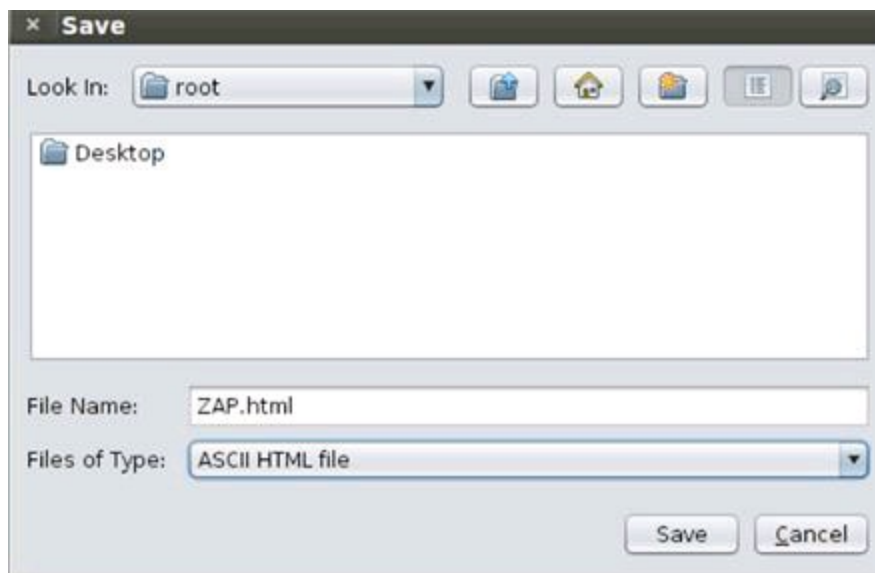 Save
Look In: root
Desktop
File Name: ZAP.html
Files of Type: ASCII HTML file
Save Cancel